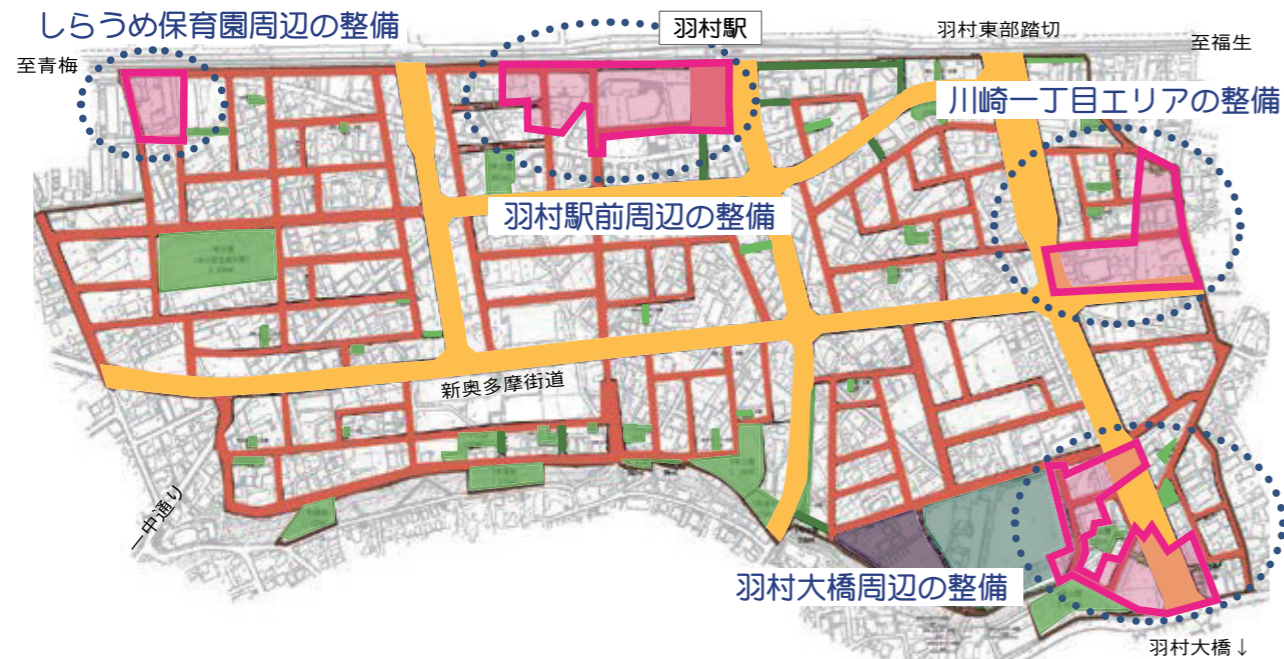 しらうめ保育園周辺の整備
羽村駅
羽村東部踏切
至青梅
至福生
川崎一丁目エリアの整備
羽村駅前周辺の整備
新奥多摩街道
一中通り
羽村大橋周辺の整備
羽村大橋↓